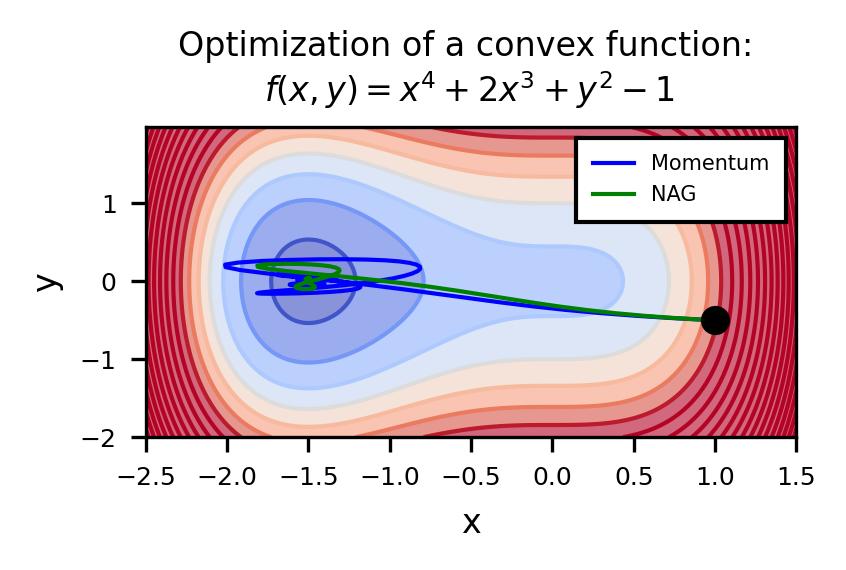 Optimization of a convex function:
f(x, y) = x⁴ + 2x³ + y² − 1
Momentum
NAG
y
1
0
−1
−2
−2.5 −2.0 −1.5 −1.0 −0.5 0.0 0.5 1.0 1.5
x